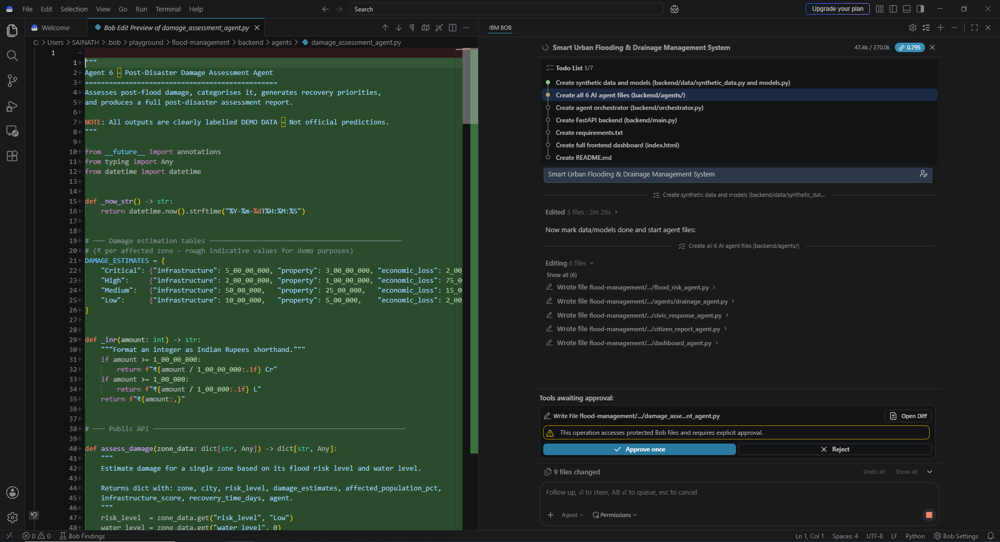 File Edit Selection View Go Run Terminal Help
Search
Upgrade your plan
Welcome
Bob Edit Preview of damage_assessment_agent.py
C: > Users > SAINATH > .bob > playground > flood-management > backend > agents > damage_assessment_agent.py
1 −
1+ """
2+ Agent 6 – Post-Disaster Damage Assessment Agent
3+ ================================================
4+ Assesses post-flood damage, categorises it, generates recovery priorities,
5+ and produces a full post-disaster assessment report.
6+
7+ NOTE: All outputs are clearly labelled DEMO DATA – Not official predictions.
8+ """
9+
10+ from __future__ import annotations
11+ from typing import Any
12+ from datetime import datetime
13+
14+
15+ def _now_str() -> str:
16+ return datetime.now().strftime("%Y-%m-%dT%H:%M:%S")
17+
18+
19+ # ─── Damage estimation tables ────────────────────────────────────────────────
20+ # (₹ per affected zone – rough indicative values for demo purposes)
21+ DAMAGE_ESTIMATES = {
22+ "Critical": {"infrastructure": 5_00_00_000, "property": 3_00_00_000, "economic_loss": 2_00
23+ "High": {"infrastructure": 2_00_00_000, "property": 1_00_00_000, "economic_loss": 75_0
24+ "Medium": {"infrastructure": 50_00_000, "property": 25_00_000, "economic_loss": 15_0
25+ "Low": {"infrastructure": 10_00_000, "property": 5_00_000, "economic_loss": 2_00
26+ }
27+
28+
29+ def _inr(amount: int) -> str:
30+ """Format an integer as Indian Rupees shorthand."""
31+ if amount >= 1_00_00_000:
32+ return f"₹{amount / 1_00_00_000:.1f} Cr"
33+ if amount >= 1_00_000:
34+ return f"₹{amount / 1_00_000:.1f} L"
35+ return f"₹{amount:,}"
36+
37+
38+ # ─── Public API ───────────────────────────────────────────────────────────────
39+
40+ def assess_damage(zone_data: dict[str, Any]) -> dict[str, Any]:
41+ """
42+ Estimate damage for a single zone based on its flood risk level and water level.
43+
44+ Returns dict with: zone, city, risk_level, damage_estimates, affected_population_pct,
45+ infrastructure_score, recovery_time_days, agent.
46+ """
47+ risk_level = zone_data.get("risk_level", "Low")
48+ water_level = zone_data.get("water_level", 0)
IBM BOB
Smart Urban Flooding & Drainage Management System
47.4k / 270.0k 0.795
Todo List 1/7
Create synthetic data and models (backend/data/synthetic_data.py and models.py)
Create all 6 AI agent files (backend/agents/)
Create agent orchestrator (backend/orchestrator.py)
Create FastAPI backend (backend/main.py)
Create requirements.txt
Create full frontend dashboard (index.html)
Create README.md
Smart Urban Flooding & Drainage Management System
Create synthetic data and models (backend/data/synthetic_dat...
Edited 3 files : 2m 26s >
Now mark data/models done and start agent files:
Create all 6 AI agent files (backend/agents/)
Editing 6 files
Show all (6)
Wrote file flood-management/.../flood_risk_agent.py >
Wrote file flood-management/.../agents/drainage_agent.py >
Wrote file flood-management/.../civic_response_agent.py >
Wrote file flood-management/.../citizen_report_agent.py >
Wrote file flood-management/.../dashboard_agent.py >
Tools awaiting approval:
Write File flood-management/.../damage_asse...nt_agent.py
Open Diff
This operation accesses protected Bob files and requires explicit approval.
Approve once
Reject
9 files changed
Undo all Show all
Follow up, ⏎ to steer, Alt ⏎ to queue, esc to cancel
Agent
Permissions
0 0 Bob Findings
Ln 1, Col 1 Spaces: 4 UTF-8 LF Python Bob Settings